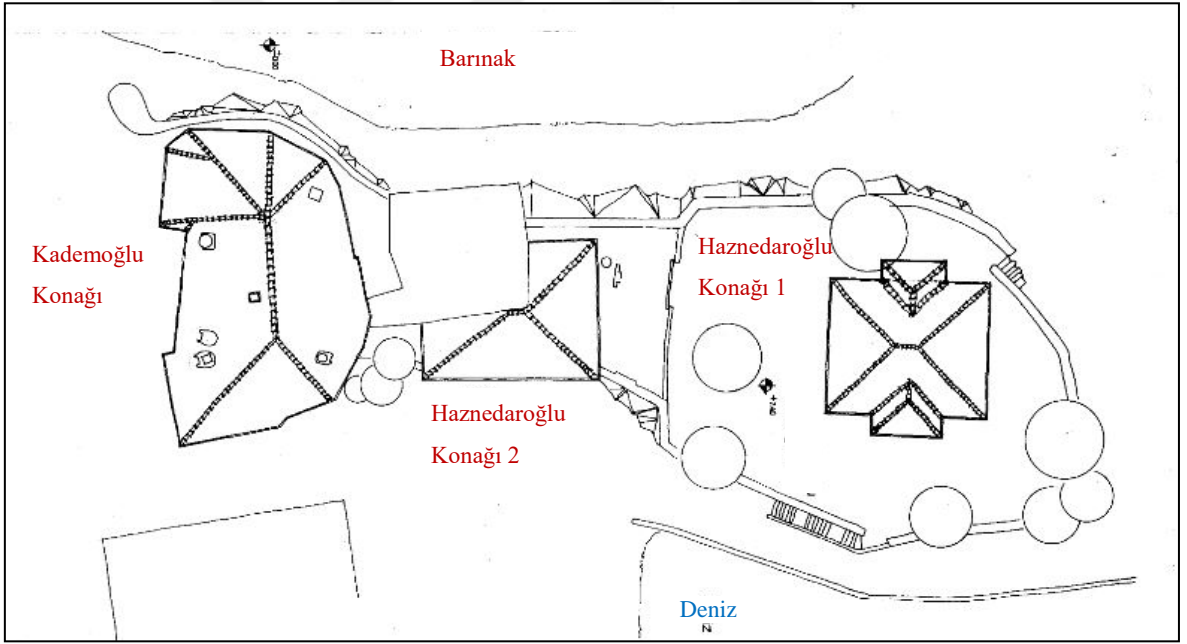 Barınak
Kademoğlu
Konağı
Haznedaroğlu
Konağı 1
Haznedaroğlu
Konağı 2
Deniz
N